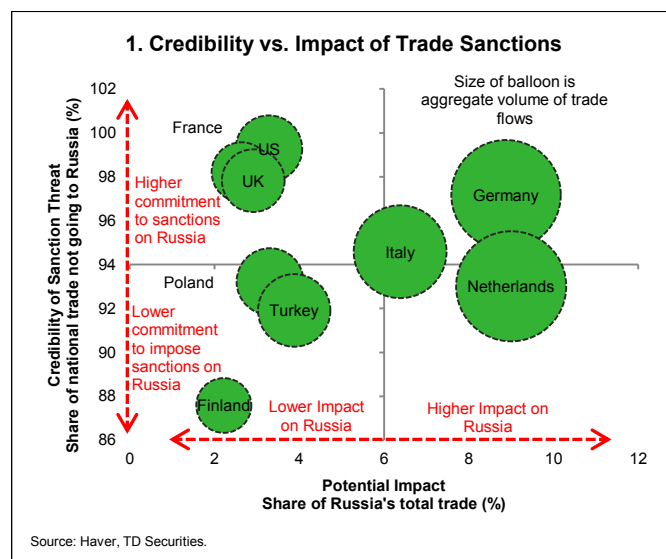 1. Credibility vs. Impact of Trade Sanctions
Credibility of Sanction Threat
Share of national trade not going to Russia (%)
102
100
98
96
94
92
90
88
86
Size of balloon is
aggregate volume of trade
flows
France
US
UK
Higher
commitment
to sanctions
on Russia
Germany
Italy
Poland
Netherlands
Turkey
Lower
commitment
to impose
sanctions on
Russia
Finland
Lower Impact
on Russia
Higher Impact on
Russia
0
2
4
6
8
10
12
Potential Impact
Share of Russia's total trade (%)
Source: Haver, TD Securities.